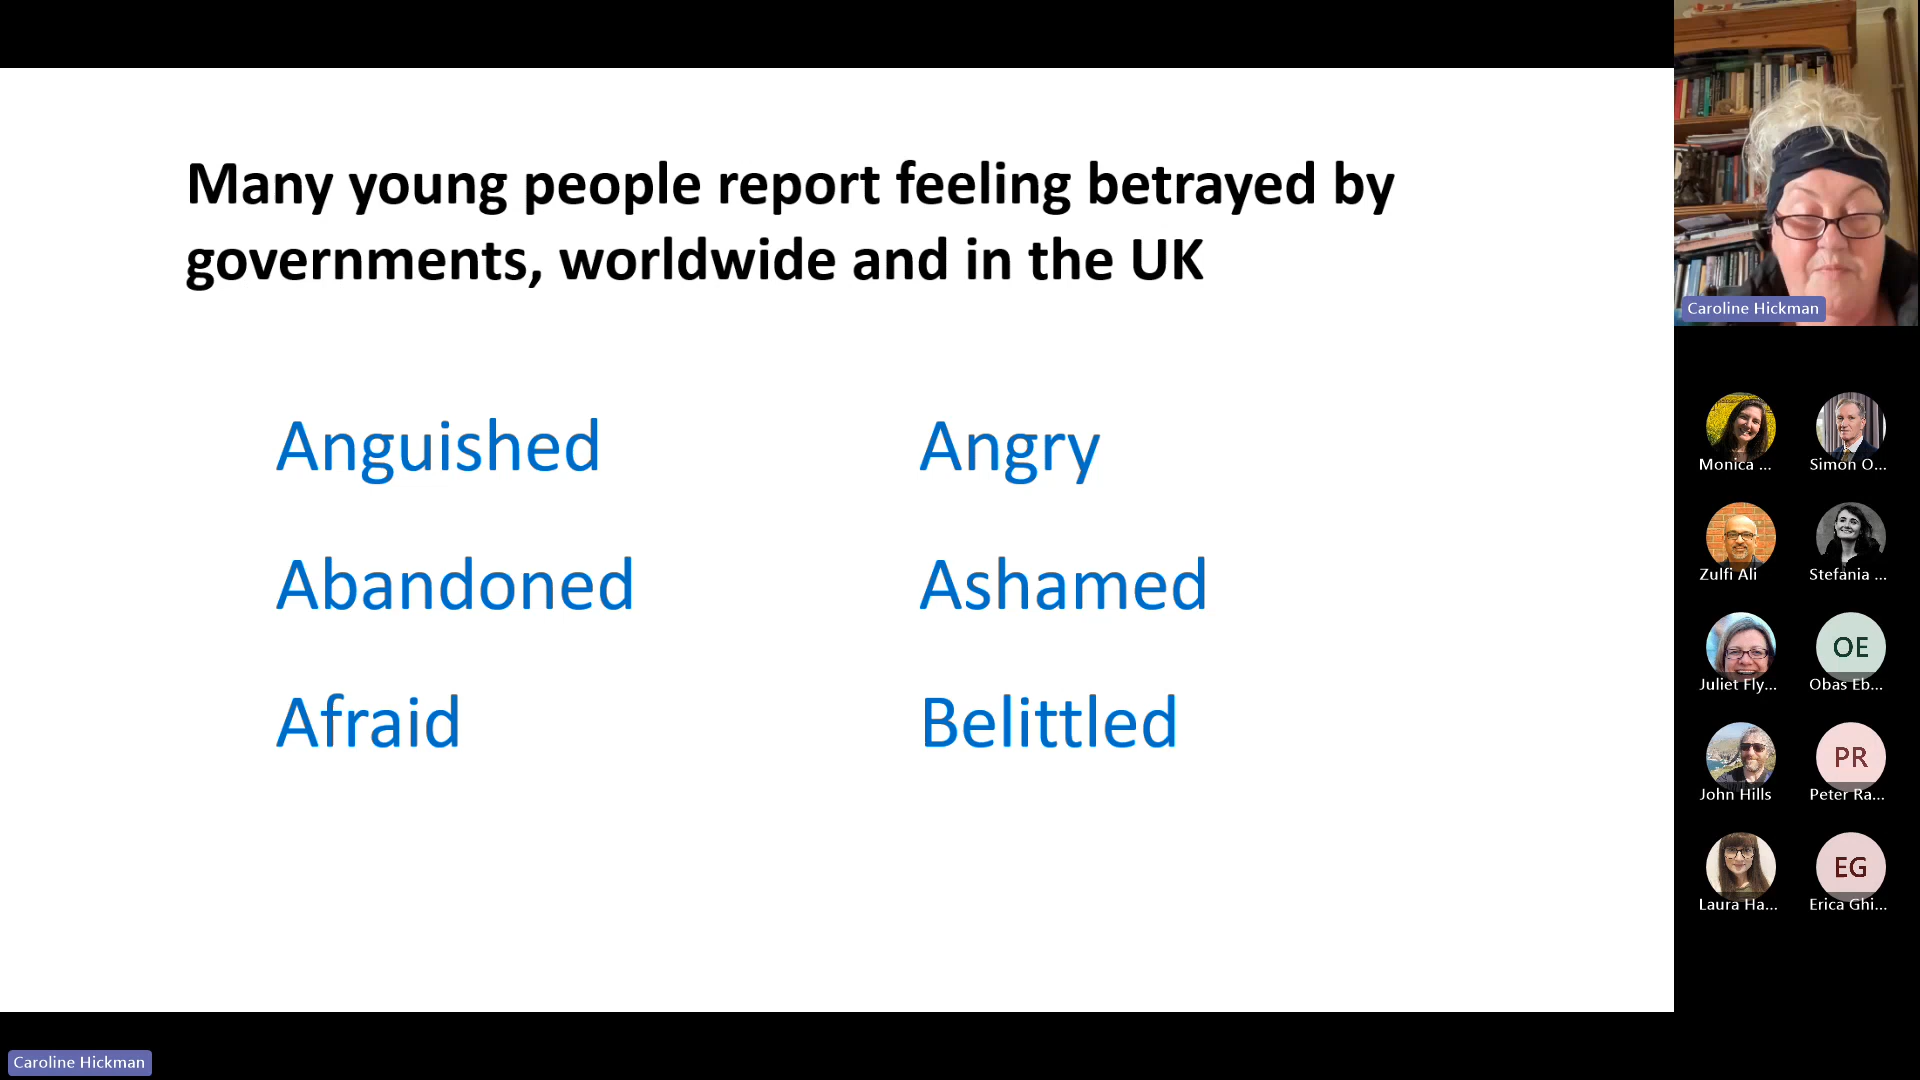 Many young people report feeling betrayed by
governments, worldwide and in the UK
Anguished
Angry
Abandoned
Ashamed
Afraid
Belittled
Caroline Hickman
Monica ...
Simon O...
Zulfi Ali
Stefania ...
Juliet Fly...
OE
Obas Eb...
John Hills
PR
Peter Ra...
Laura Ha...
EG
Erica Ghi...
Caroline Hickman